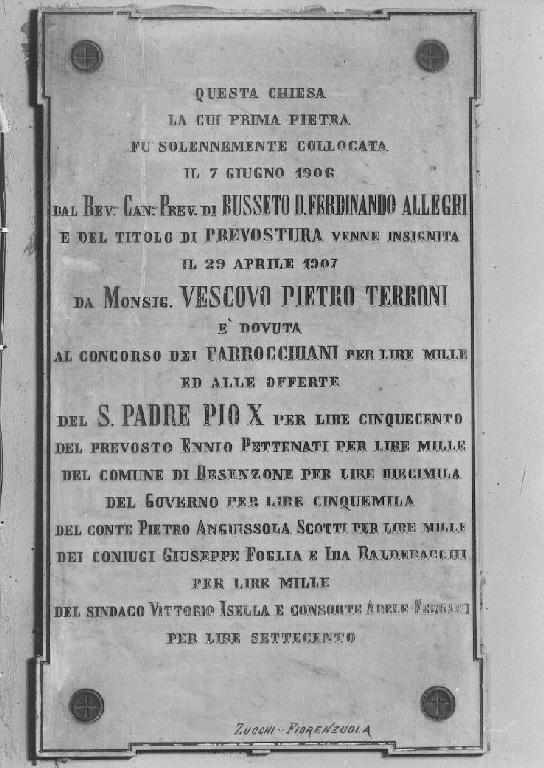 QUESTA CHIESA
LA CUI PRIMA PIETRA
FU SOLENNEMENTE COLLOCATA
IL 7 GIUGNO 1906
DAL REV. CAN. PREV. DI BUSSETO D. FERDINANDO ALLEGRI
E DEL TITOLO DI PREVOSTURA VENNE INSIGNITA
IL 29 APRILE 1907
DA MONSIG. VESCOVO PIETRO TERRONI
E' DOVUTA
AL CONCORSO DEI PARROCCHIANI PER LIRE MILLE
ED ALLE OFFERTE
DEL S. PADRE PIO X PER LIRE CINQUECENTO
DEL PREVOSTO ENNIO PETTENATI PER LIRE MILLE
DEL COMUNE DI BESENZONE PER LIRE DIECIMILA
DEL GOVERNO PER LIRE CINQUEMILA
DEL CONTE PIETRO ANGUISSOLA SCOTTI PER LIRE MILLE
DEI CONIUGI GIUSEPPE FOGLIA E IDA BALDERACCHI
PER LIRE MILLE
DEL SINDACO VITTORIO ISELLA E CONSORTE ADELE FERRARI
PER LIRE SETTECENTO
ZUCCHI - FIORENZUOLA